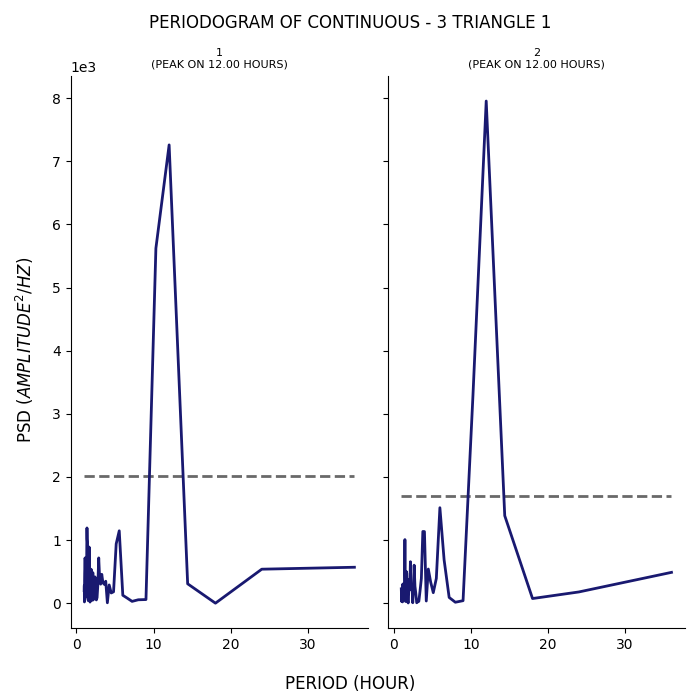 PERIODOGRAM OF CONTINUOUS - 3 TRIANGLE 1
1
(PEAK ON 12.00 HOURS)
2
(PEAK ON 12.00 HOURS)
1e3
8
7
6
5
4
3
2
1
0
PSD (AMPLITUDE²/HZ)
0 10 20 30
0 10 20 30
PERIOD (HOUR)